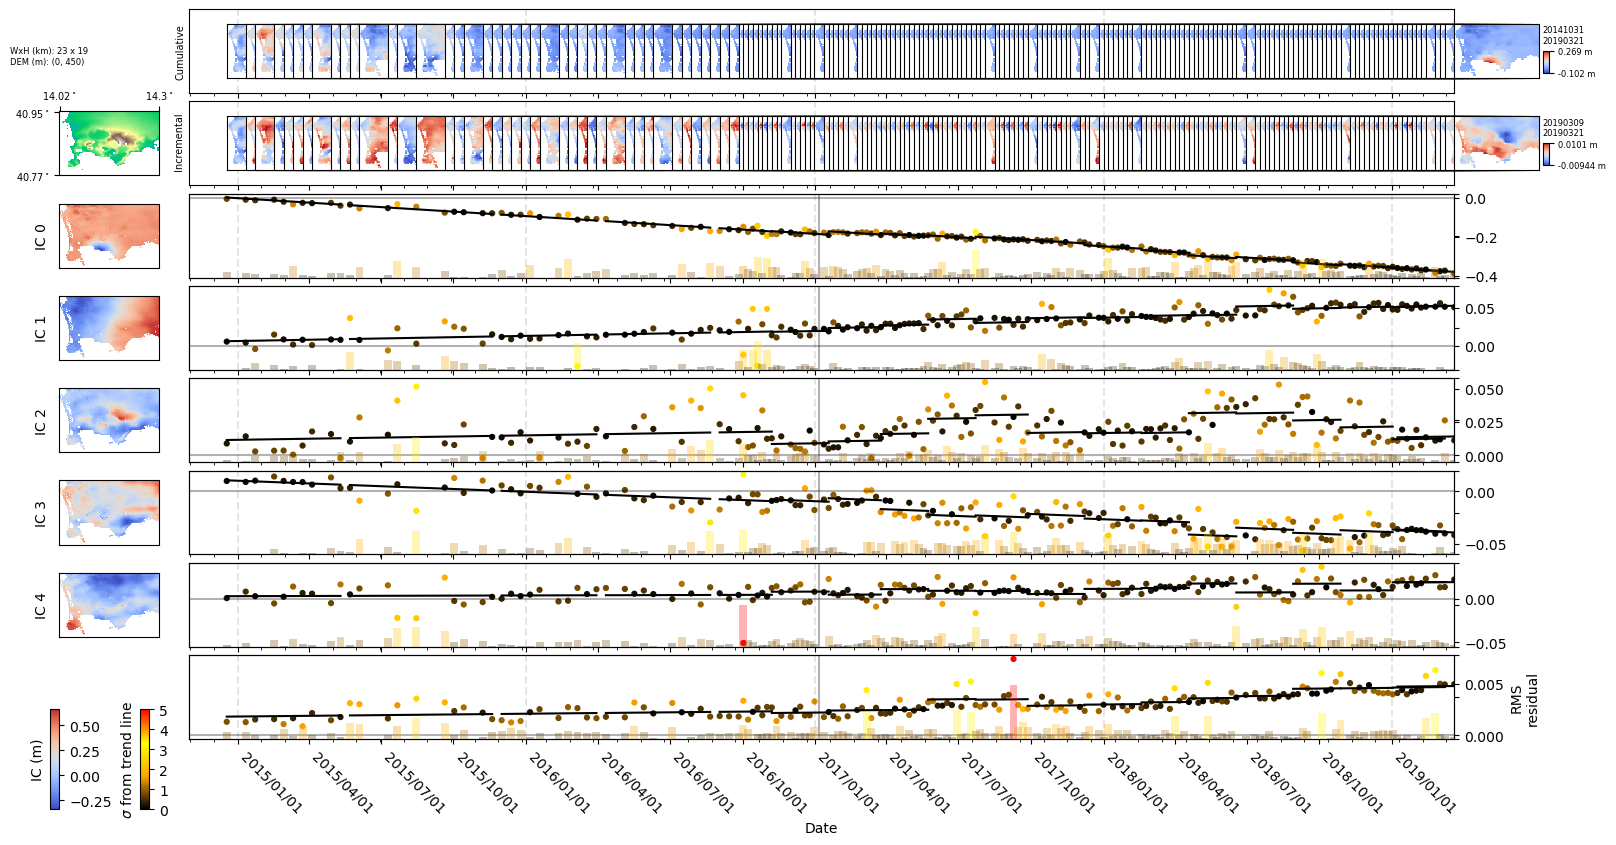 WxH (km): 23 x 19
DEM (m): (0, 450)
Cumulative
20141031
20190321
0.269 m
-0.102 m
14.02°
14.3°
40.95°
40.77°
Incremental
20190309
20190321
0.0101 m
-0.00944 m
IC 0
0.0
−0.2
−0.4
IC 1
0.05
0.00
IC 2
0.050
0.025
0.000
IC 3
0.00
−0.05
IC 4
0.00
−0.05
RMS
residual
0.005
0.000
IC (m)
0.50
0.25
0.00
−0.25
σ from trend line
5
4
3
2
1
0
2015/01/01
2015/04/01
2015/07/01
2015/10/01
2016/01/01
2016/04/01
2016/07/01
2016/10/01
2017/01/01
2017/04/01
2017/07/01
2017/10/01
2018/01/01
2018/04/01
2018/07/01
2018/10/01
2019/01/01
Date